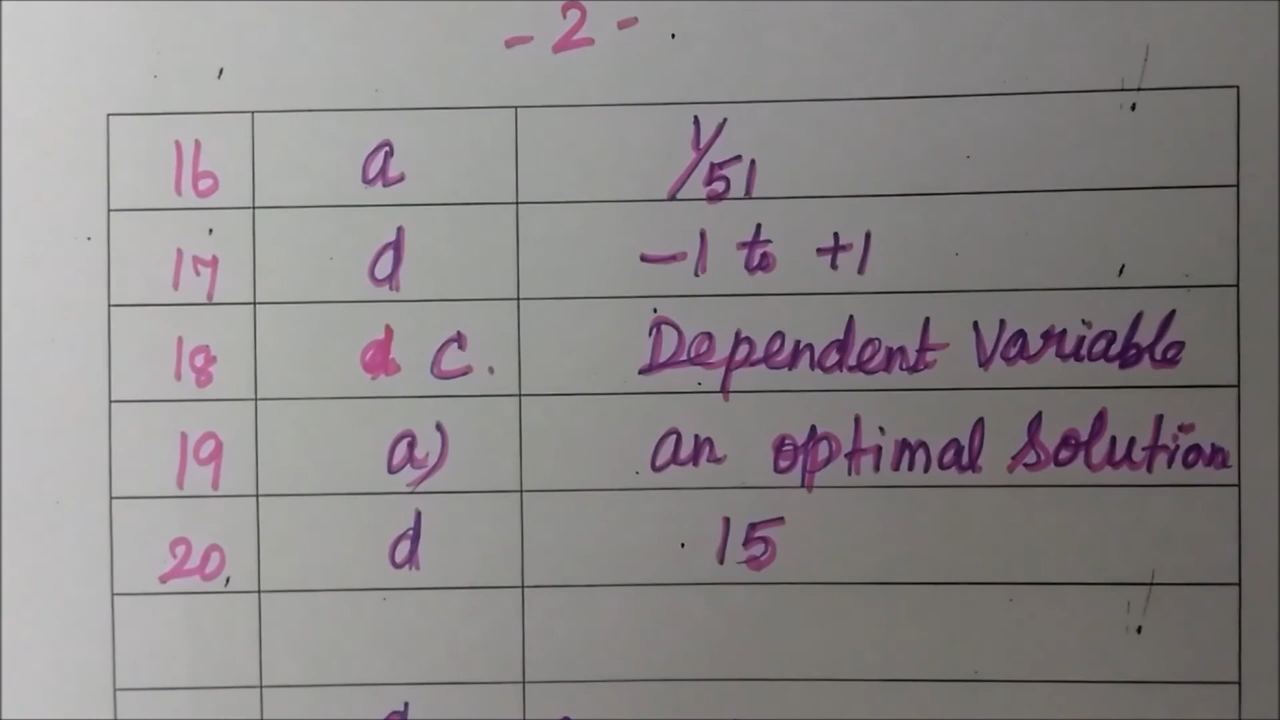 - 2 -
16 a 1/51
17 d -1 to +1
18 d C. Dependent Variable
19 a) an optimal solution
20, d 15